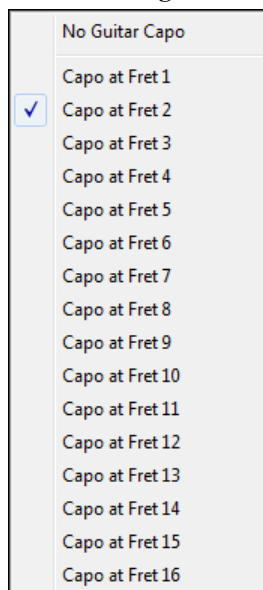 No Guitar Capo
Capo at Fret 1
Capo at Fret 2
Capo at Fret 3
Capo at Fret 4
Capo at Fret 5
Capo at Fret 6
Capo at Fret 7
Capo at Fret 8
Capo at Fret 9
Capo at Fret 10
Capo at Fret 11
Capo at Fret 12
Capo at Fret 13
Capo at Fret 14
Capo at Fret 15
Capo at Fret 16